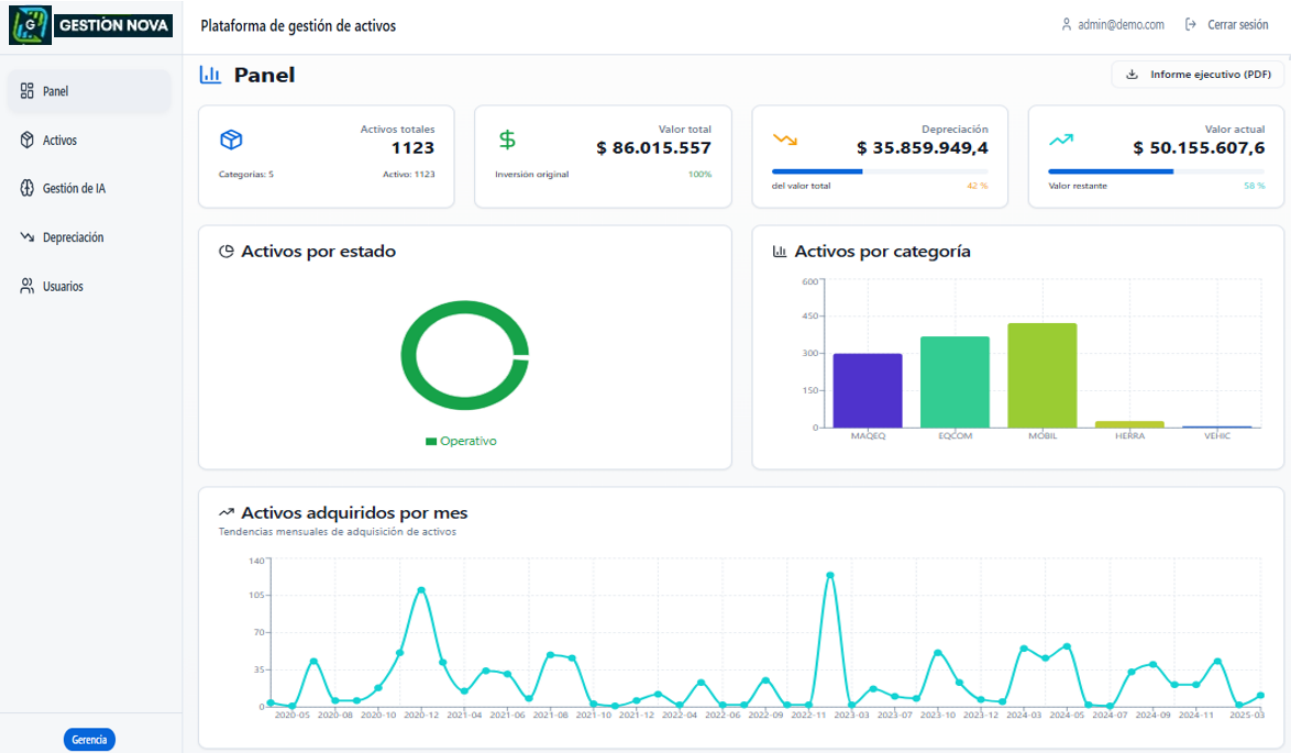 G GESTIÓN NOVA
Plataforma de gestión de activos
admin@demo.com
Cerrar sesión
Panel
Activos
Gestión de IA
Depreciación
Usuarios
Gerencia
Panel
Informe ejecutivo (PDF)
Activos totales
1123
Categorias: 5 Activo: 1123
Valor total
$ 86.015.557
Inversión original 100%
Depreciación
$ 35.859.949,4
del valor total 42 %
Valor actual
$ 50.155.607,6
Valor restante 58 %
Activos por estado
Operativo
Activos por categoría
600
450
300
150
0
MAQEQ EQCOM MOBIL HERRA VEHIC
Activos adquiridos por mes
Tendencias mensuales de adquisición de activos
140
105
70
35
0
2020-05 2020-08 2020-10 2020-12 2021-04 2021-06 2021-08 2021-10 2021-12 2022-04 2022-06 2022-09 2022-11 2023-03 2023-07 2023-10 2023-12 2024-03 2024-05 2024-07 2024-09 2024-11 2025-03